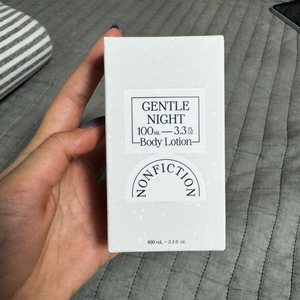 GENTLE
NIGHT
100 ML — 3.3 FL OZ
Body Lotion
NONFICTION
100 mL – 3.3 fl. oz